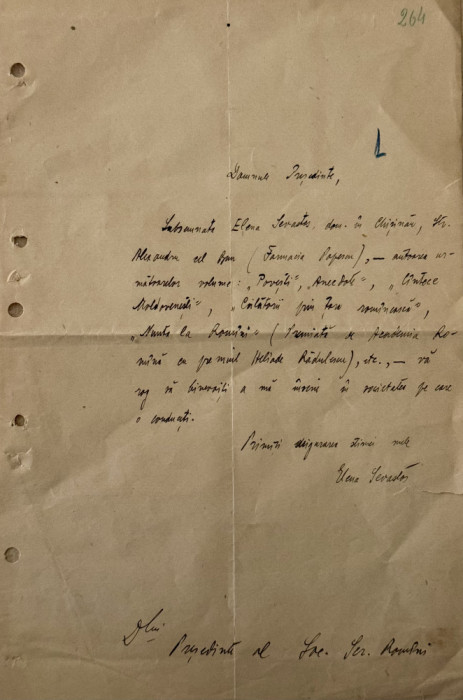 264
1
Domnule Președinte,
Subsemnata Elena Sevastos, dom. în Chișinău, str.
Alexandru cel Bun (Farmacia Popescu), — autoarea ur-
mătoarelor volume: „Povești", „Anecdote", „Cîntece
Moldovenești", „Călătorii prin țara românească",
„Nunta la Români" (Premiată de Academia Ro-
mînă cu premiul Heliade Rădulescu), etc., — vă
rog să binevoiți a mă înscrie în societatea pe care
o conduceți.
Primiți asigurarea stimei mele
Elena Sevastos
Dlui
Președinte al Soc. Scr. Români